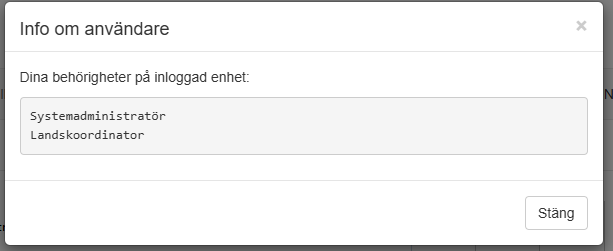 Info om användare
×
Dina behörigheter på inloggad enhet:
Systemadministratör
Landskoordinator
Stäng